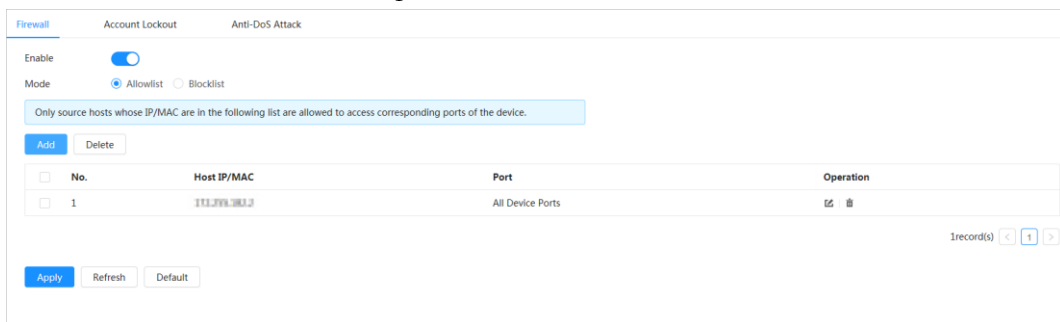 Firewall Account Lockout Anti-DoS Attack
Enable
Mode Allowlist Blocklist
Only source hosts whose IP/MAC are in the following list are allowed to access corresponding ports of the device.
Add Delete
No. Host IP/MAC Port Operation
1 All Device Ports
1record(s) < 1 >
Apply Refresh Default